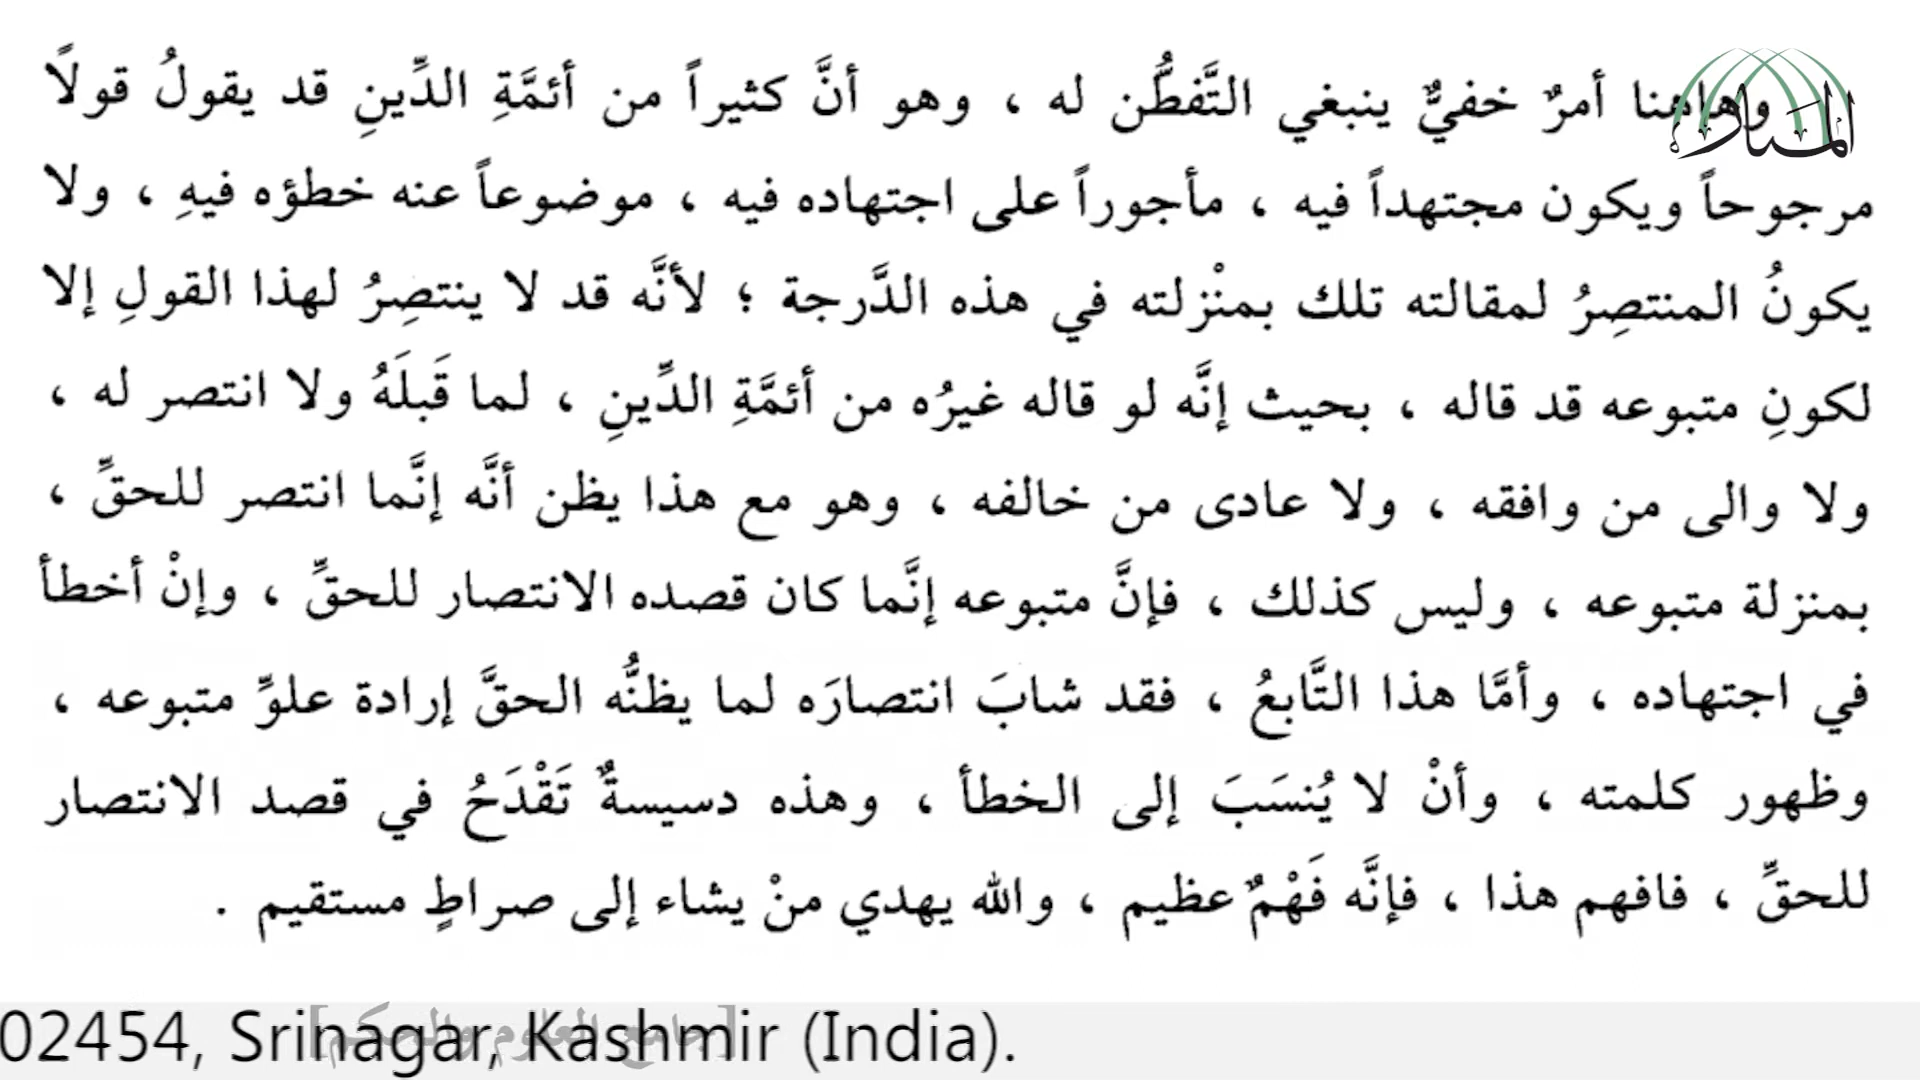 وهاهنا أمرٌ خفيٌّ ينبغي التَّفطُّن له ، وهو أنَّ كثيراً من أئمَّةِ الدِّينِ قد يقولُ قولًا
مرجوحاً ويكون مجتهداً فيه ، مأجوراً على اجتهاده فيه ، موضوعاً عنه خطؤه فيهِ ، ولا
يكونُ المنتصِرُ لمقالته تلك بمنْزلته في هذه الدَّرجة ؛ لأنَّه قد لا ينتصِرُ لهذا القولِ إلا
لكونِ متبوعه قد قاله ، بحيث إنَّه لو قاله غيرُه من أئمَّةِ الدِّينِ ، لما قَبلَهُ ولا انتصر له ،
ولا والى من وافقه ، ولا عادى من خالفه ، وهو مع هذا يظن أنَّه إنَّما انتصر للحقِّ ،
بمنزلة متبوعه ، وليس كذلك ، فإنَّ متبوعه إنَّما كان قصده الانتصار للحقِّ ، وإنْ أخطأ
في اجتهاده ، وأمَّا هذا التَّابعُ ، فقد شابَ انتصارَه لما يظنُّه الحقَّ إرادة علوِّ متبوعه ،
وظهور كلمته ، وأنْ لا يُنسَبَ إلى الخطأ ، وهذه دسيسةٌ تَقْدَحُ في قصد الانتصار
للحقِّ ، فافهم هذا ، فإنَّه فَهْمٌ عظيم ، والله يهدي منْ يشاء إلى صراطٍ مستقيم .
المنار
[جامع العلوم والحكم]
02454, Srinagar, Kashmir (India).